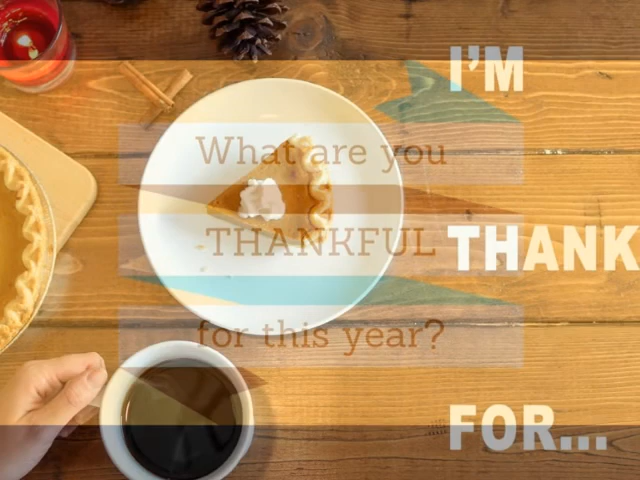 What are you
THANKFUL
for this year?
I'M
THANK
FOR...